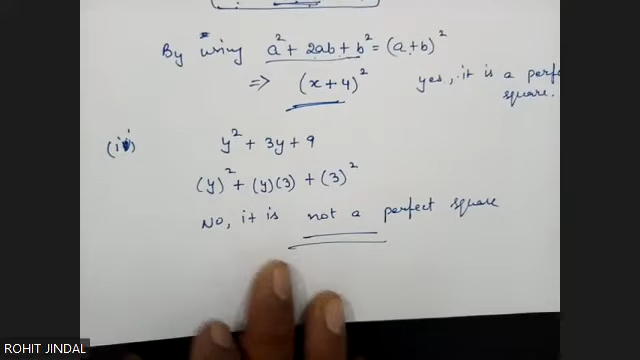 By using a² + 2ab + b² = (a+b)²
=> (x+4)² yes, it is a
square.
(ii) y² + 3y + 9
(y)² + (y)(3) + (3)²
No, it is not a perfect square
ROHIT JINDAL